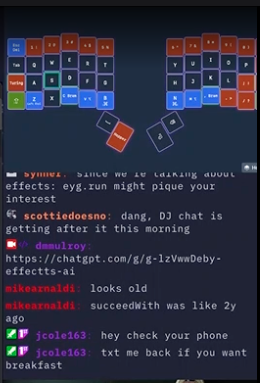 Tab Q W E R T
Y U I O P
A S D
H J K L
Z X C
synner: since we're talking about
effects: eyg.run might pique your
interest
scottiedoesno: dang, DJ chat is
getting after it this morning
dmmulroy:
https://chatgpt.com/g/g-lzVwwDeby-
effectts-ai
mikearnaldi: looks old
mikearnaldi: succeedWith was like 2y
ago
jcole163: hey check your phone
jcole163: txt me back if you want
breakfast